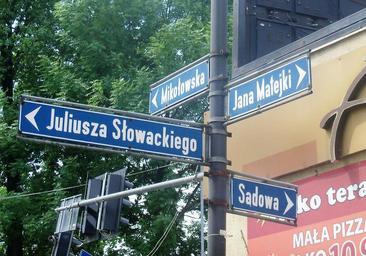 Mikołowska
Jana Matejki
Juliusza Słowackiego
Sadowa
ko tera
MAŁA PIZZA